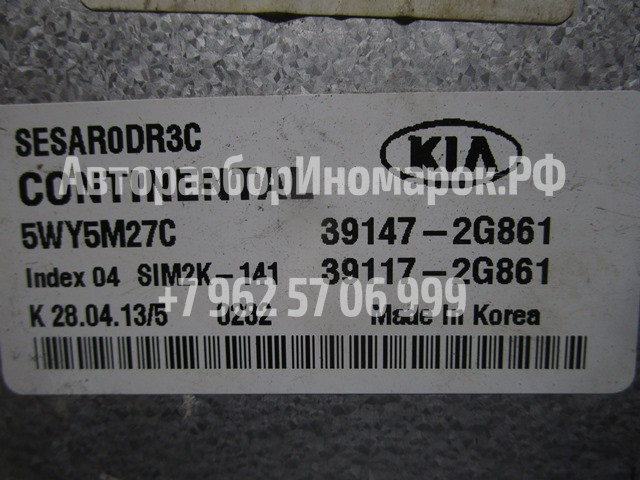 SESAR0DR3C
KIA
АвторазборИномарок.РФ
CONTINENTAL
5WY5M27C 39147-2G861
Index 04 SIM2K-141 39117-2G861
+7 962 57 06 999
K 28.04.13/5 0282 Made in Korea